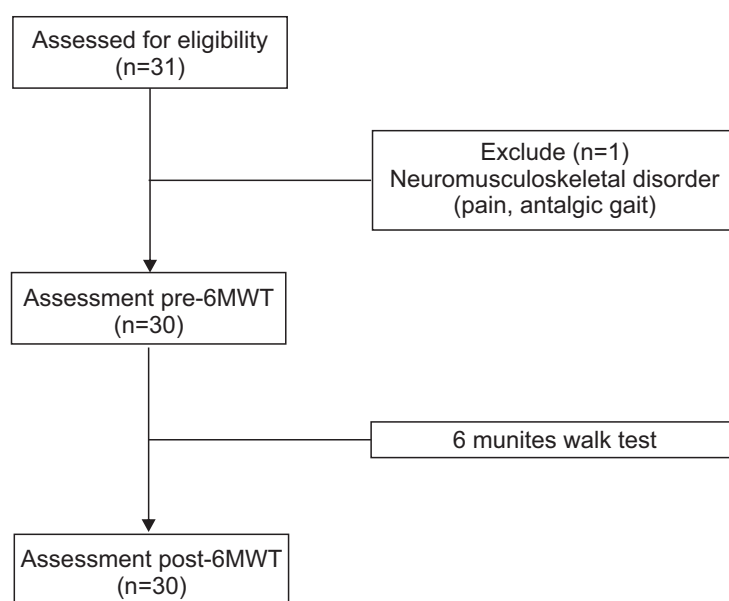 Assessed for eligibility
(n=31)
Exclude (n=1)
Neuromusculoskeletal disorder
(pain, antalgic gait)
Assessment pre-6MWT
(n=30)
6 munites walk test
Assessment post-6MWT
(n=30)